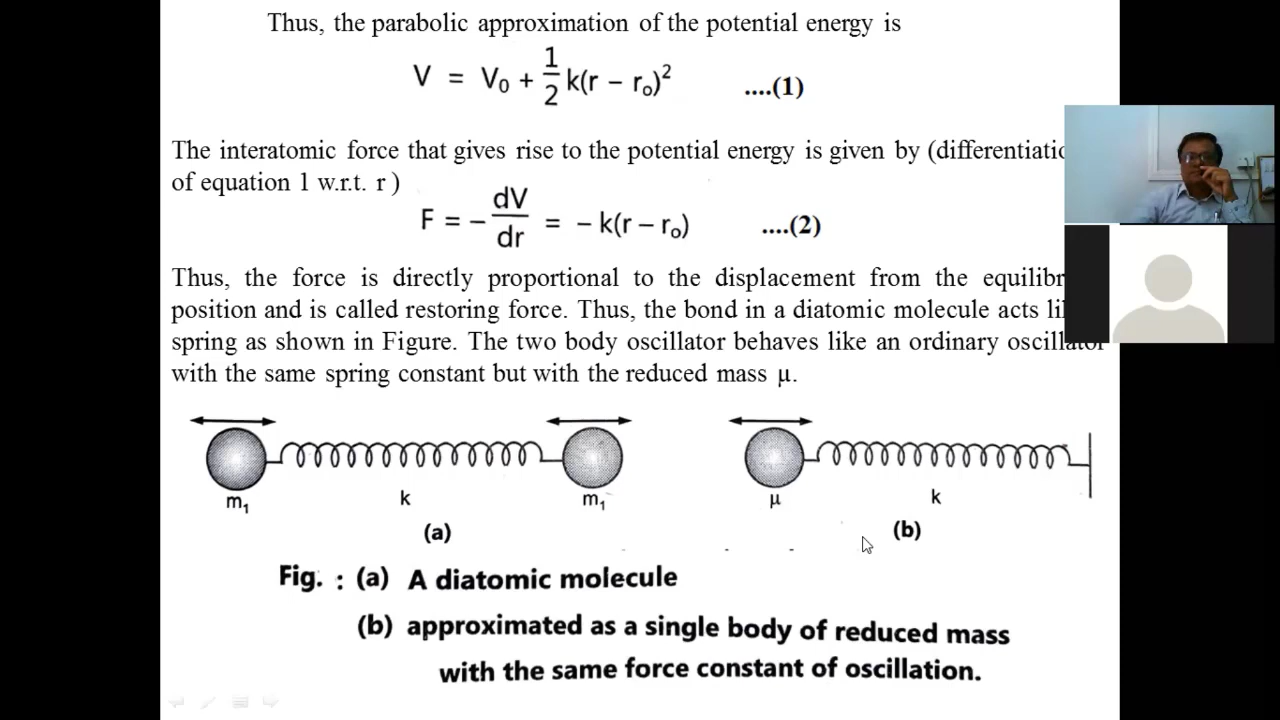 Thus, the parabolic approximation of the potential energy is
V = V₀ + 1/2 k(r − r₀)² ....(1)
The interatomic force that gives rise to the potential energy is given by
of equation 1 w.r.t. r )
F = − dV/dr = − k(r − r₀) ....(2)
Thus, the force is directly proportional to the displacement from the
position and is called restoring force. Thus, the bond in a diatomic molecule acts
spring as shown in Figure. The two body oscillator behaves like an ordinary oscillator
with the same spring constant but with the reduced mass μ.
m₁ k m₁ μ k
(a) (b)
Fig. : (a) A diatomic molecule
(b) approximated as a single body of reduced mass
with the same force constant of oscillation.